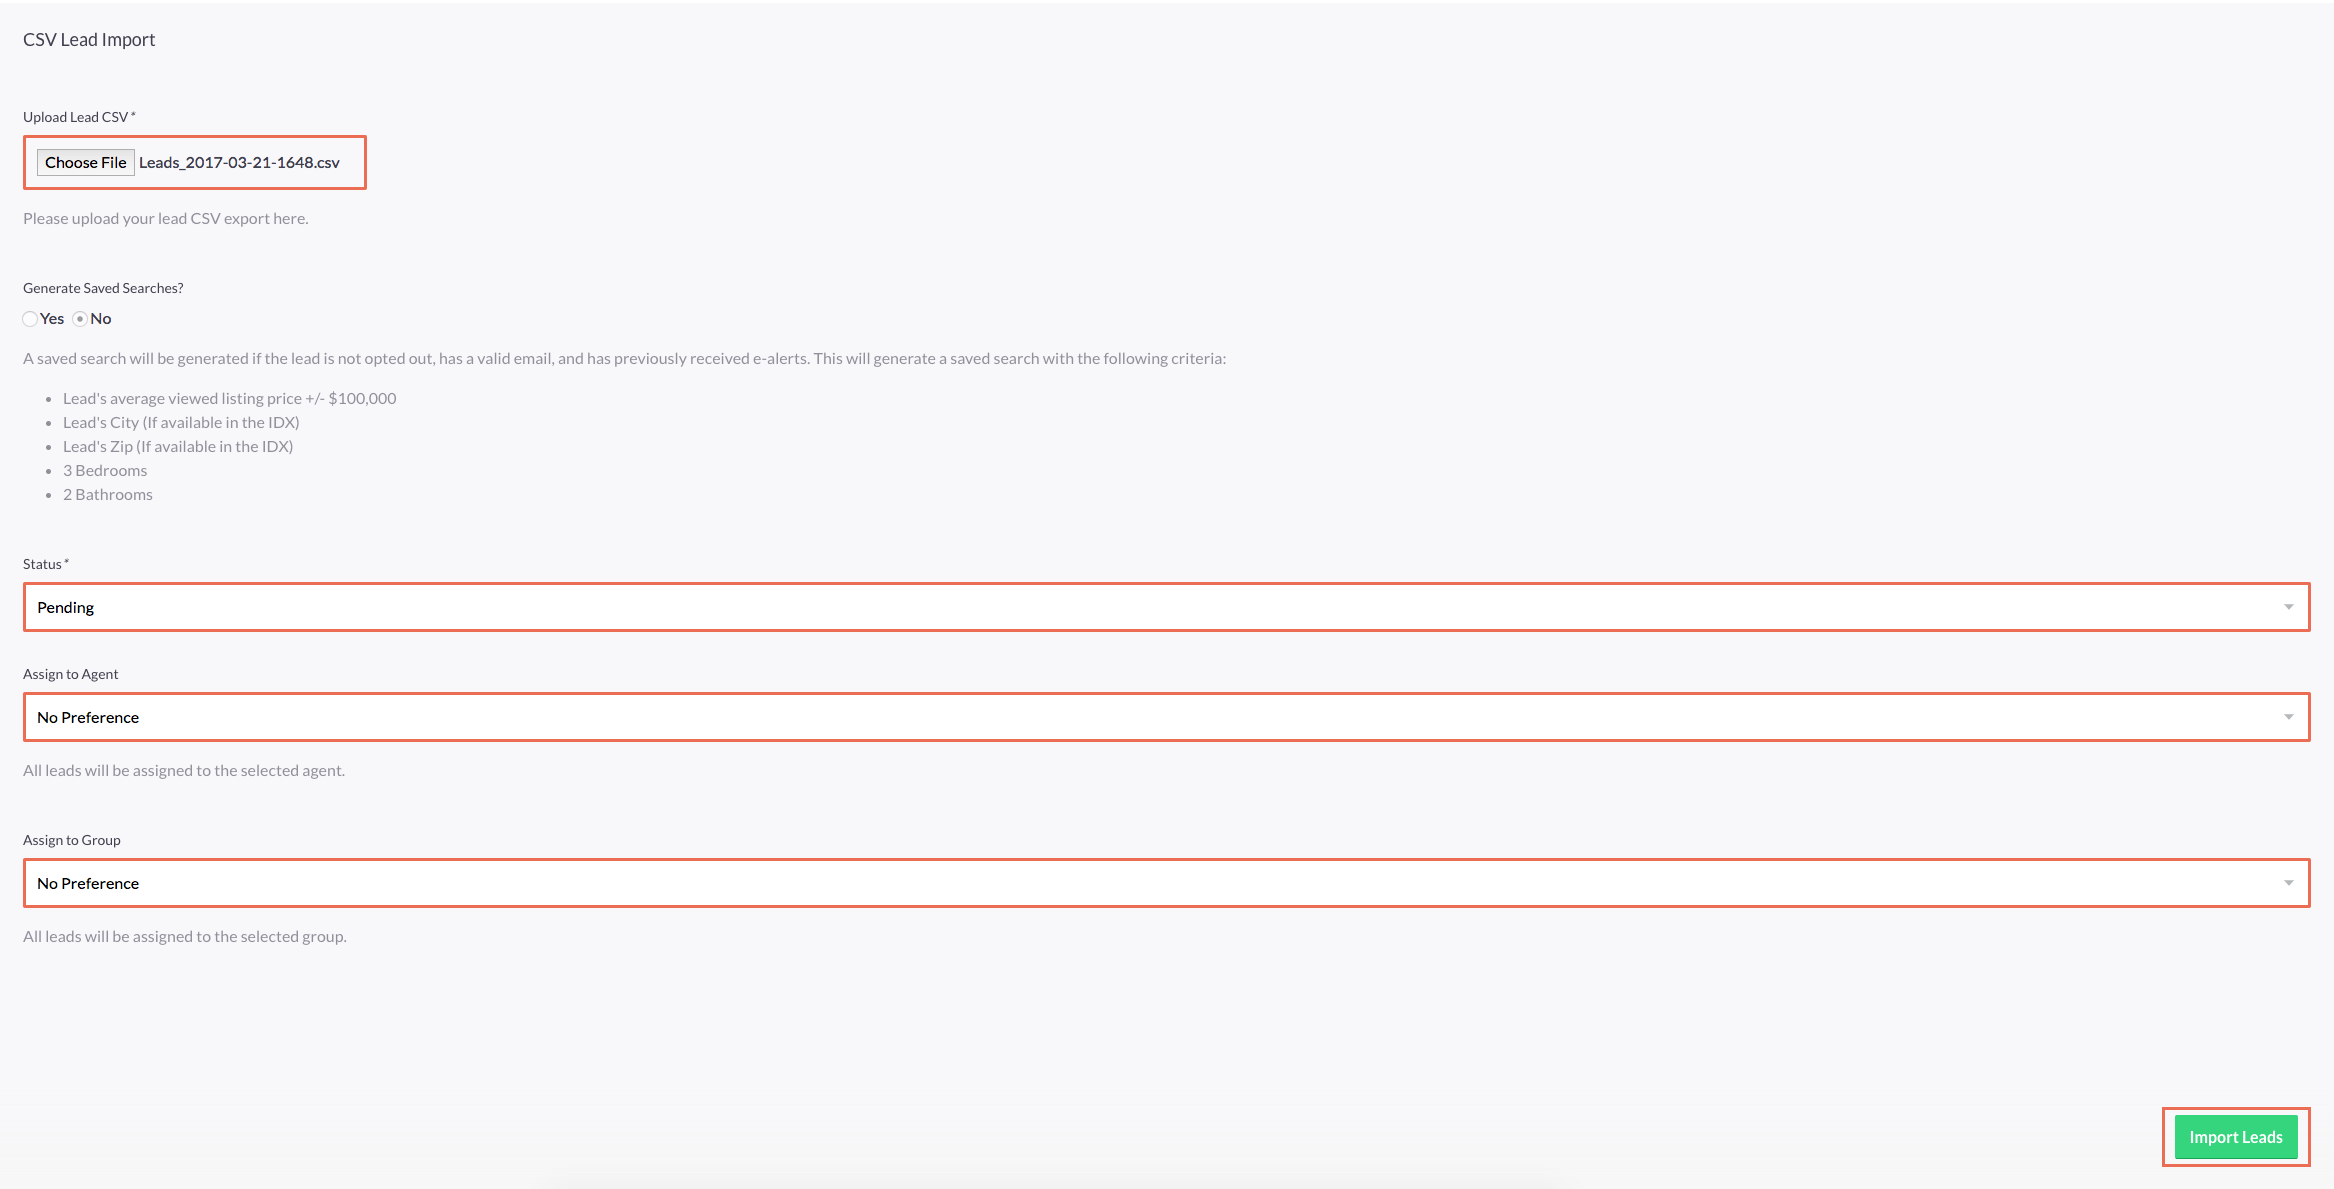 CSV Lead Import
Upload Lead CSV *
Choose File Leads_2017-03-21-1648.csv
Please upload your lead CSV export here.
Generate Saved Searches?
Yes No
A saved search will be generated if the lead is not opted out, has a valid email, and has previously received e-alerts. This will generate a saved search with the following criteria:
• Lead's average viewed listing price +/- $100,000
• Lead's City (If available in the IDX)
• Lead's Zip (If available in the IDX)
• 3 Bedrooms
• 2 Bathrooms
Status *
Pending
Assign to Agent
No Preference
All leads will be assigned to the selected agent.
Assign to Group
No Preference
All leads will be assigned to the selected group.
Import Leads